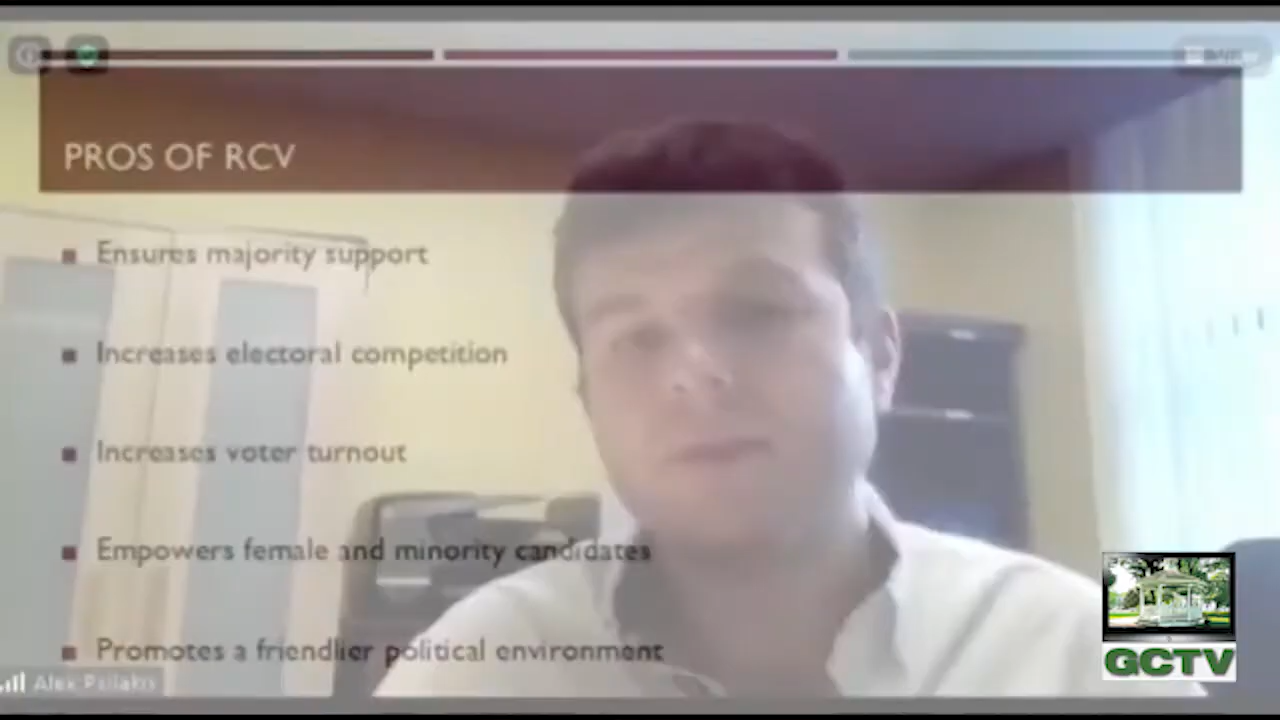 PROS OF RCV
Ensures majority support
Increases electoral competition
Increases voter turnout
Empowers female and minority candidates
Promotes a friendlier political environment
Alex
GCTV